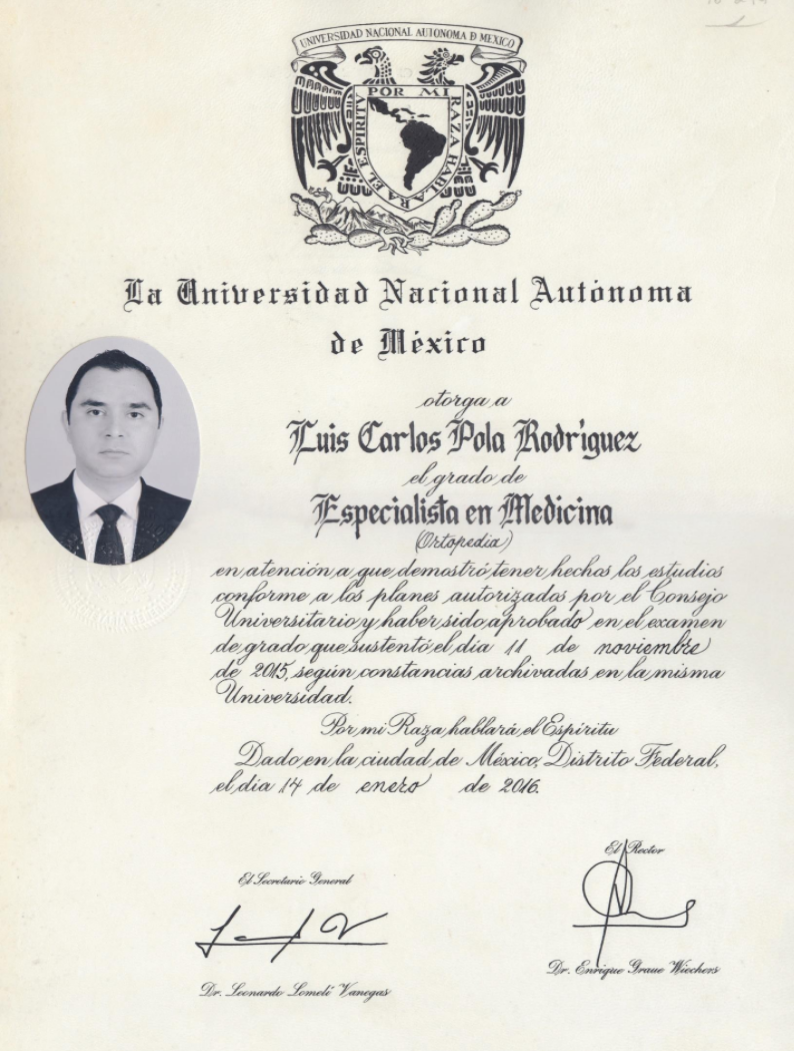 UNIVERSIDAD NACIONAL AUTONOMA D MEXICO
POR MI RAZA HABLARA EL ESPIRITV
La Universidad Nacional Autónoma
de México
otorga a
Luis Carlos Pola Rodríguez
el grado de
Especialista en Medicina
(Ortopedia)
en atención a que demostró tener hechos los estudios
conforme a los planes autorizados por el Consejo
Universitario y haber sido aprobado en el examen
de grado que sustentó el día 11 de noviembre
de 2015, según constancias archivadas en la misma
Universidad.
Por mi Raza hablará el Espíritu
Dado en la ciudad de México, Distrito Federal,
el día 14 de enero de 2016.
El Rector
El Secretario General
Dr. Enrique Graue Wiechers
Dr. Leonardo Lomelí Vanegas